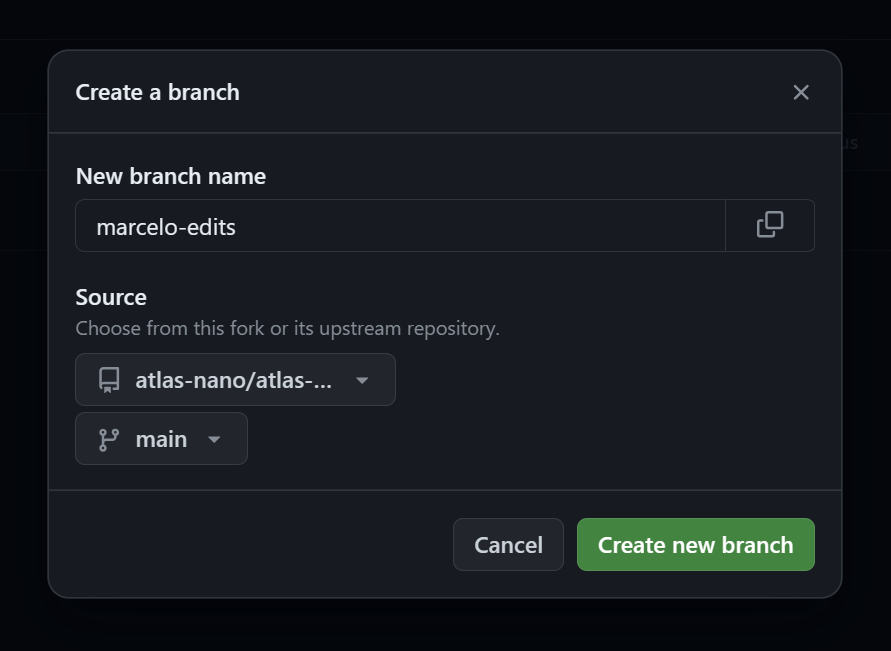 Create a branch
New branch name
marcelo-edits
Source
Choose from this fork or its upstream repository.
atlas-nano/atlas-...
main
Cancel
Create new branch